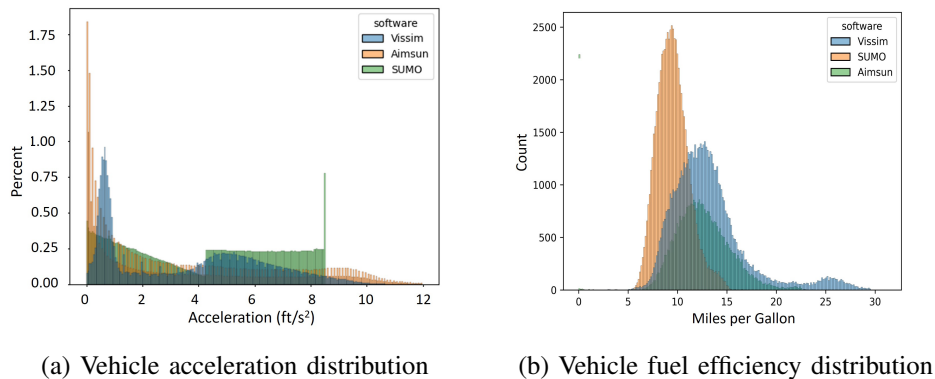 software
Vissim
Aimsun
SUMO
1.75
1.50
1.25
1.00
0.75
0.50
0.25
0.00
Percent
0 2 4 6 8 10 12
Acceleration (ft/s²)
(a) Vehicle acceleration distribution
software
Vissim
SUMO
Aimsun
2500
2000
1500
1000
500
0
Count
0 5 10 15 20 25 30
Miles per Gallon
(b) Vehicle fuel efficiency distribution